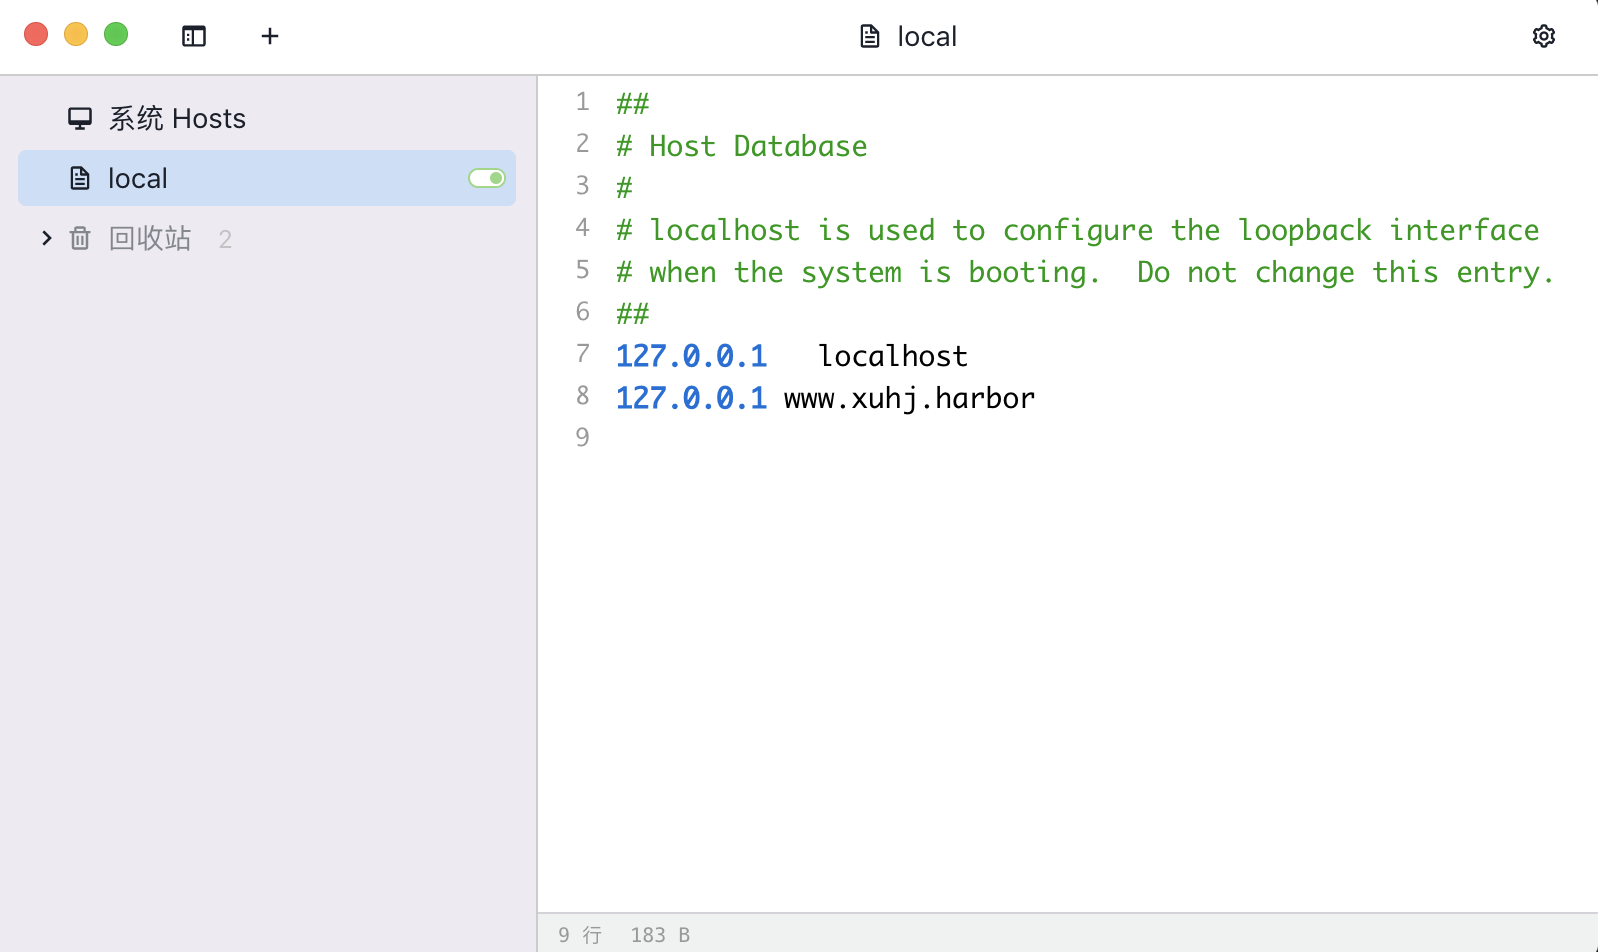 local
系统 Hosts
local
回收站 2
1 ##
2 # Host Database
3 #
4 # localhost is used to configure the loopback interface
5 # when the system is booting.  Do not change this entry.
6 ##
7 127.0.0.1   localhost
8 127.0.0.1 www.xuhj.harbor
9
9 行 183 B